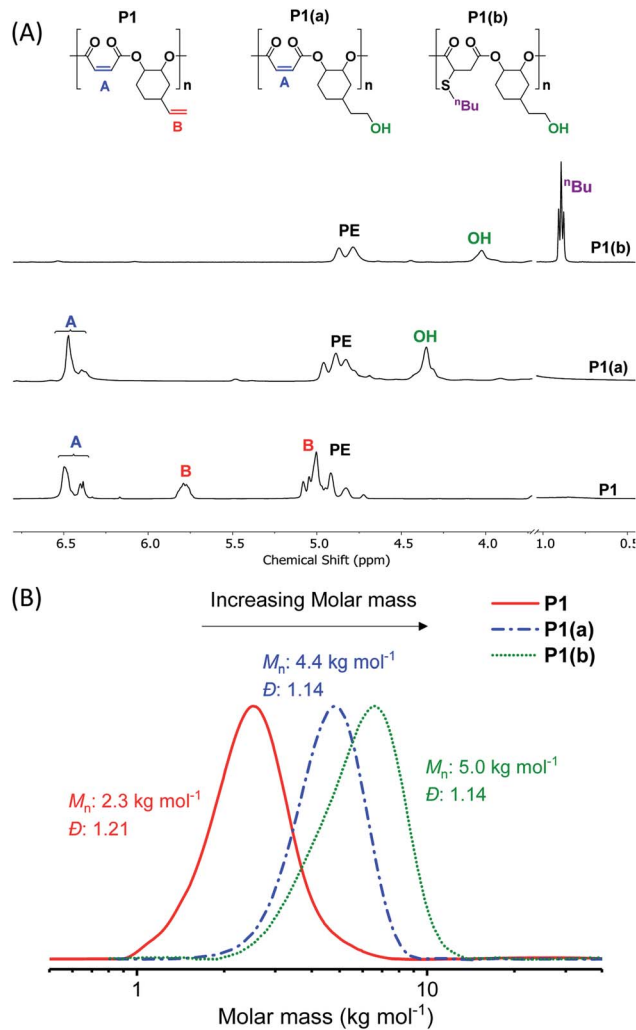 (A)
P1
P1(a)
P1(b)
O O O O n A B
O O O O n A OH
O O O O n S nBu OH
nBu
PE
OH
P1(b)
A
PE
OH
P1(a)
A
B
B
PE
P1
6.5 6.0 5.5 5.0 4.5 4.0 1.0 0.5
Chemical Shift (ppm)
(B)
Increasing Molar mass
P1
P1(a)
P1(b)
Mn: 4.4 kg mol-1
Đ: 1.14
Mn: 5.0 kg mol-1
Đ: 1.14
Mn: 2.3 kg mol-1
Đ: 1.21
1 10
Molar mass (kg mol-1)